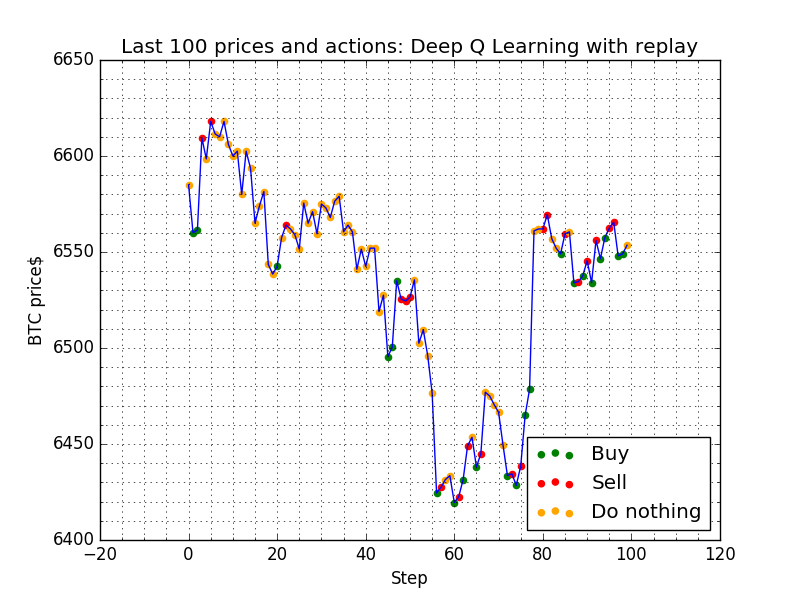 Last 100 prices and actions: Deep Q Learning with replay
6650
6600
6550
6500
6450
6400
BTC price$
Buy
Sell
Do nothing
−20 0 20 40 60 80 100 120
Step